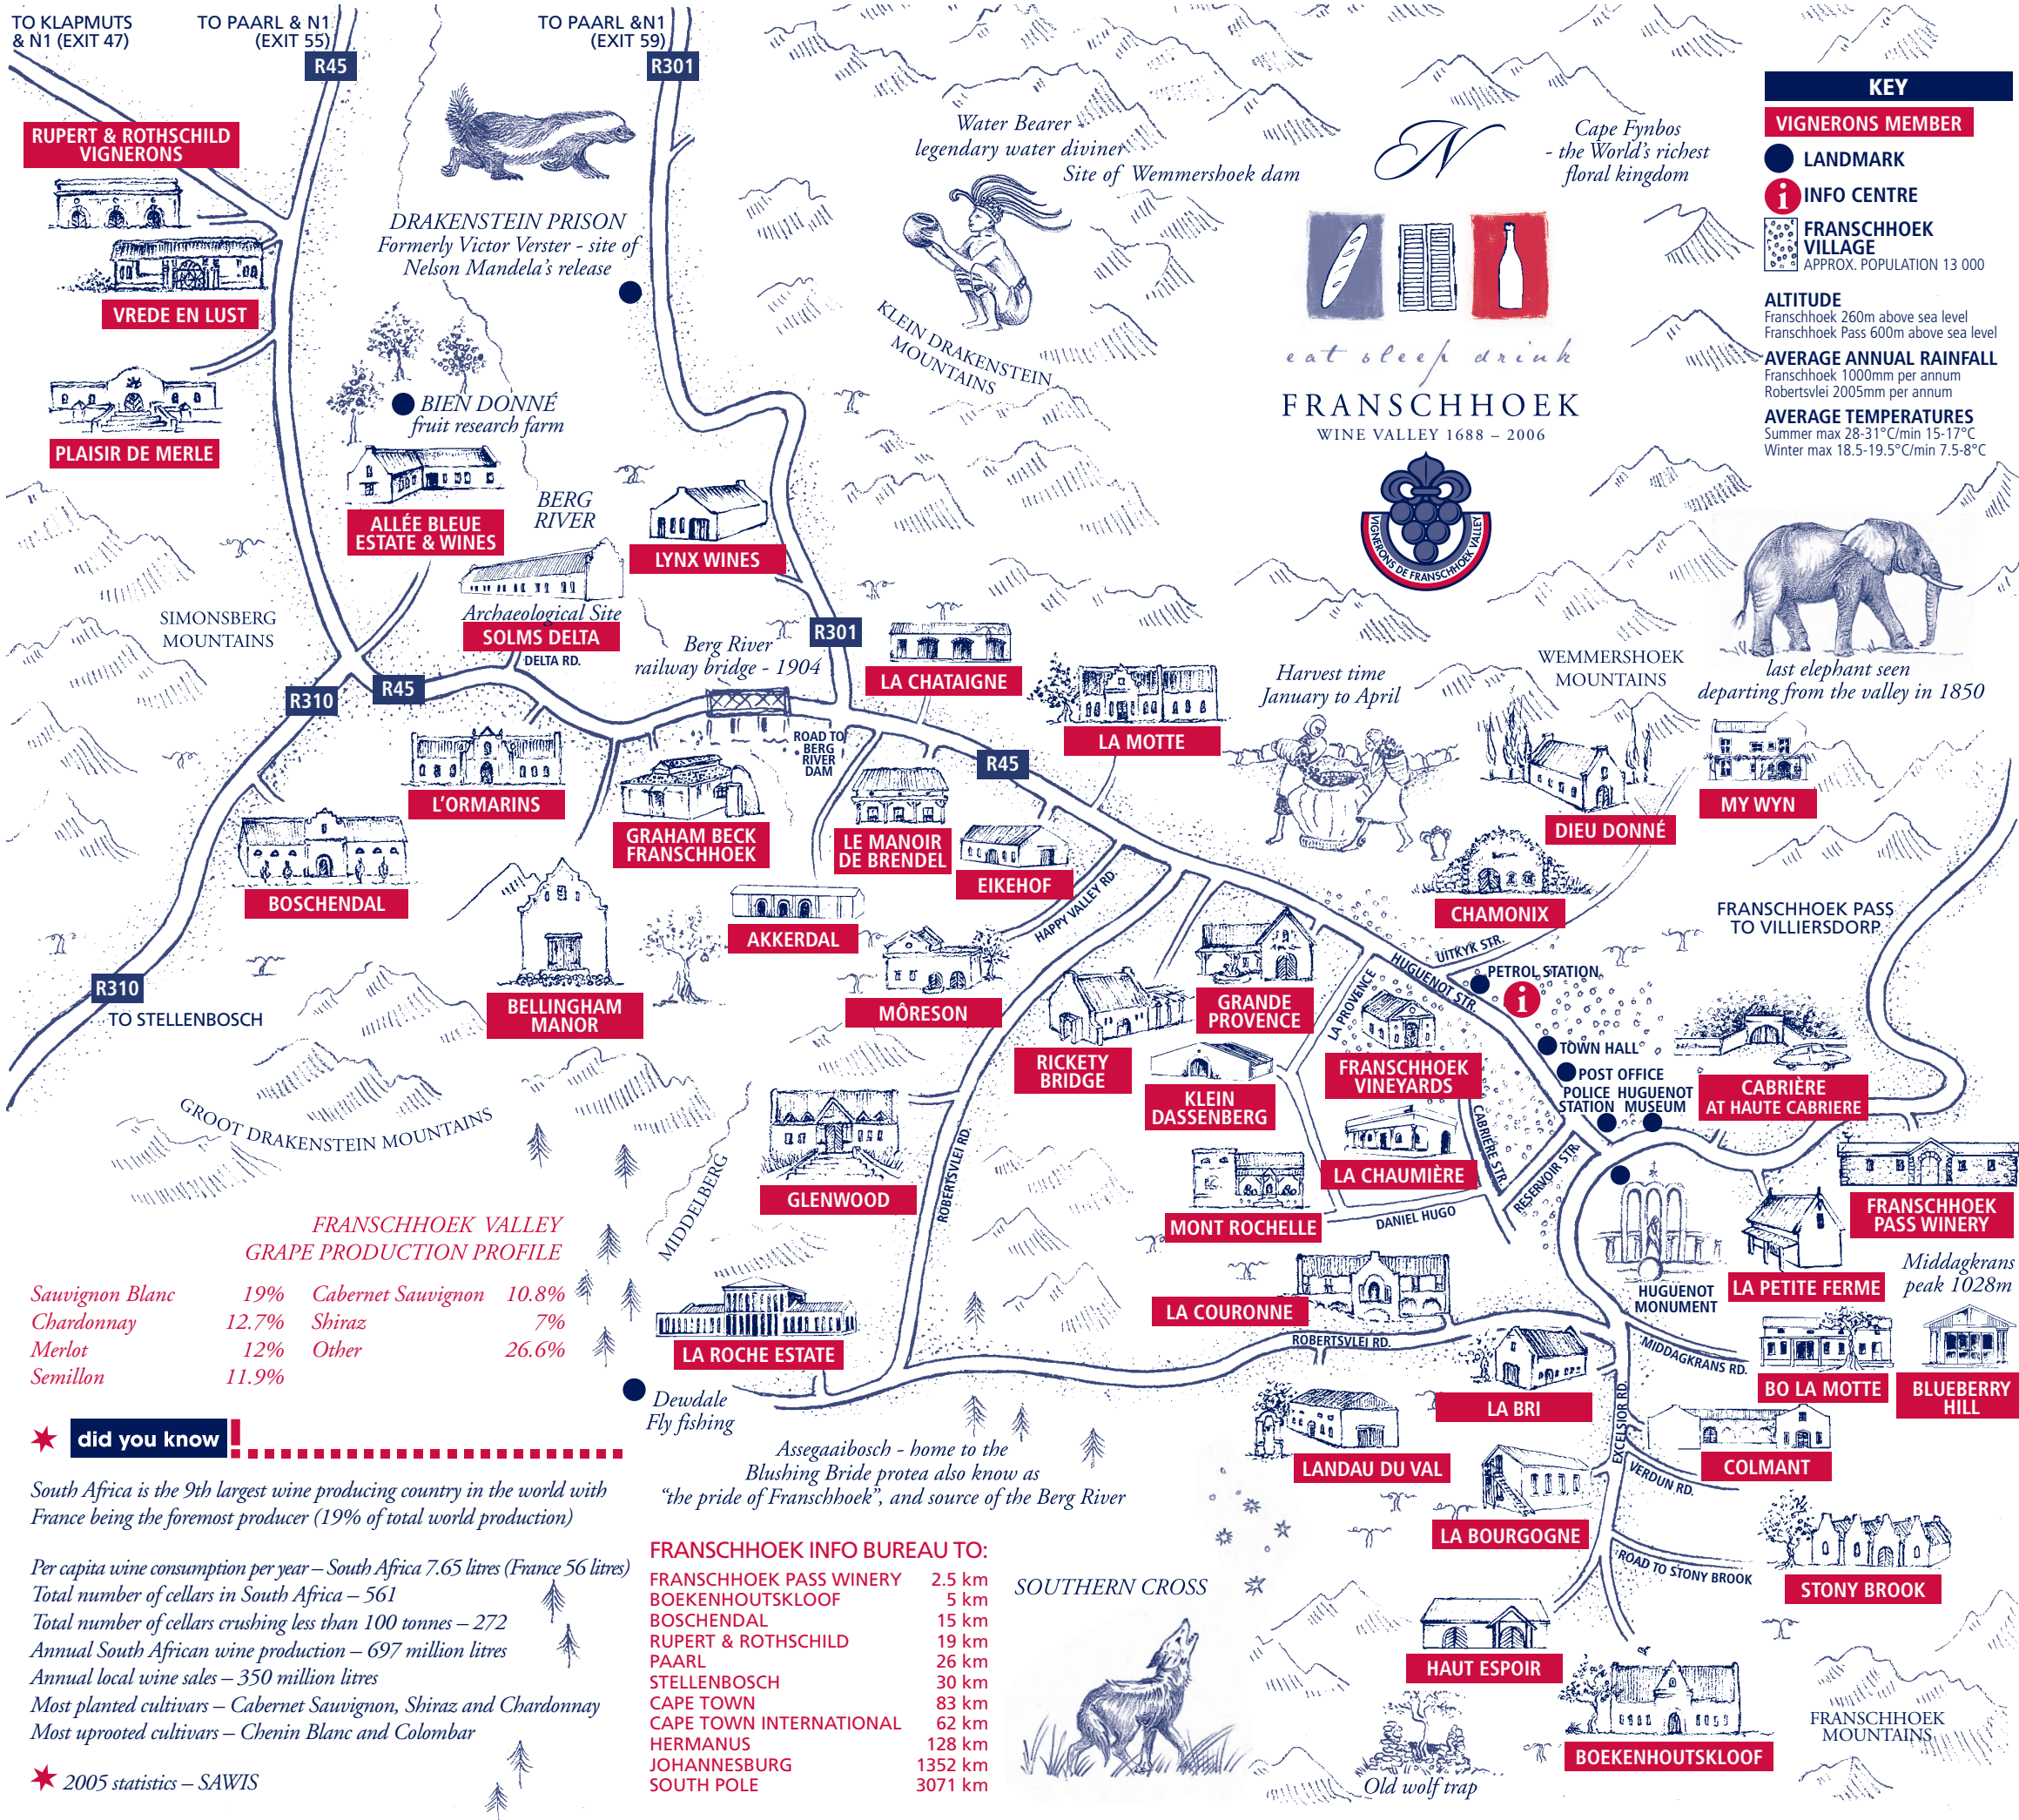 TO KLAPMUTS
& N1 (EXIT 47)
TO PAARL & N1
(EXIT 55)
R45
TO PAARL &N1
(EXIT 59)
R301
RUPERT & ROTHSCHILD
VIGNERONS
VREDE EN LUST
PLAISIR DE MERLE
DRAKENSTEIN PRISON
Formerly Victor Verster - site of
Nelson Mandela's release
BIEN DONNÉ
fruit research farm
ALLÉE BLEUE
ESTATE & WINES
BERG
RIVER
LYNX WINES
Water Bearer
legendary water diviner
Site of Wemmershoek dam
KLEIN DRAKENSTEIN
MOUNTAINS
N
Cape Fynbos
- the World's richest
floral kingdom
eat sleep drink
FRANSCHHOEK
WINE VALLEY 1688 – 2006
VIGNERONS DE FRANSCHHOEK VALLEY
KEY
VIGNERONS MEMBER
LANDMARK
i INFO CENTRE
FRANSCHHOEK
VILLAGE
APPROX. POPULATION 13 000
ALTITUDE
Franschhoek 260m above sea level
Franschhoek Pass 600m above sea level
AVERAGE ANNUAL RAINFALL
Franschhoek 1000mm per annum
Robertsvlei 2005mm per annum
AVERAGE TEMPERATURES
Summer max 28-31°C/min 15-17°C
Winter max 18.5-19.5°C/min 7.5-8°C
SIMONSBERG
MOUNTAINS
Archaeological Site
SOLMS DELTA
DELTA RD.
R310
R45
Berg River
railway bridge - 1904
R301
LA CHATAIGNE
LA MOTTE
Harvest time
January to April
WEMMERSHOEK
MOUNTAINS
last elephant seen
departing from the valley in 1850
L'ORMARINS
GRAHAM BECK
FRANSCHHOEK
ROAD TO
BERG
RIVER
DAM
LE MANOIR
DE BRENDEL
R45
EIKEHOF
DIEU DONNÉ
MY WYN
CHAMONIX
BOSCHENDAL
BELLINGHAM
MANOR
AKKERDAL
MÔRESON
HAPPY VALLEY RD.
R310
TO STELLENBOSCH
GROOT DRAKENSTEIN MOUNTAINS
FRANSCHHOEK PASS
TO VILLIERSDORP
UITKYK STR.
HUGUENOT STR.
LA PROVENCE
PETROL STATION
i
TOWN HALL
POST OFFICE
POLICE
STATION
HUGUENOT
MUSEUM
GRANDE
PROVENCE
RICKETY
BRIDGE
KLEIN
DASSENBERG
FRANSCHHOEK
VINEYARDS
LA CHAUMIÈRE
CABRIÈRE STR.
RESERVOIR STR.
DANIEL HUGO
MONT ROCHELLE
CABRIÈRE
AT HAUTE CABRIERE
FRANSCHHOEK
PASS WINERY
LA PETITE FERME
HUGUENOT
MONUMENT
Middagkrans
peak 1028m
MIDDELBERG
GLENWOOD
ROBERTSVLEI RD.
LA ROCHE ESTATE
Dewdale
Fly fishing
LA COURONNE
ROBERTSVLEI RD.
MIDDAGKRANS RD.
BO LA MOTTE
BLUEBERRY
HILL
LA BRI
EXCELSIOR RD.
LANDAU DU VAL
COLMANT
VERDUN RD.
LA BOURGOGNE
ROAD TO STONY BROOK
STONY BROOK
HAUT ESPOIR
BOEKENHOUTSKLOOF
FRANSCHHOEK
MOUNTAINS
Old wolf trap
SOUTHERN CROSS
Assegaaibosch - home to the
Blushing Bride protea also know as
“the pride of Franschhoek”, and source of the Berg River
FRANSCHHOEK VALLEY
GRAPE PRODUCTION PROFILE
Sauvignon Blanc 19% Cabernet Sauvignon 10.8%
Chardonnay 12.7% Shiraz 7%
Merlot 12% Other 26.6%
Semillon 11.9%
did you know!
South Africa is the 9th largest wine producing country in the world with
France being the foremost producer (19% of total world production)
Per capita wine consumption per year – South Africa 7.65 litres (France 56 litres)
Total number of cellars in South Africa – 561
Total number of cellars crushing less than 100 tonnes – 272
Annual South African wine production – 697 million litres
Annual local wine sales – 350 million litres
Most planted cultivars – Cabernet Sauvignon, Shiraz and Chardonnay
Most uprooted cultivars – Chenin Blanc and Colombar
2005 statistics – SAWIS
FRANSCHHOEK INFO BUREAU TO:
FRANSCHHOEK PASS WINERY 2.5 km
BOEKENHOUTSKLOOF 5 km
BOSCHENDAL 15 km
RUPERT & ROTHSCHILD 19 km
PAARL 26 km
STELLENBOSCH 30 km
CAPE TOWN 83 km
CAPE TOWN INTERNATIONAL 62 km
HERMANUS 128 km
JOHANNESBURG 1352 km
SOUTH POLE 3071 km